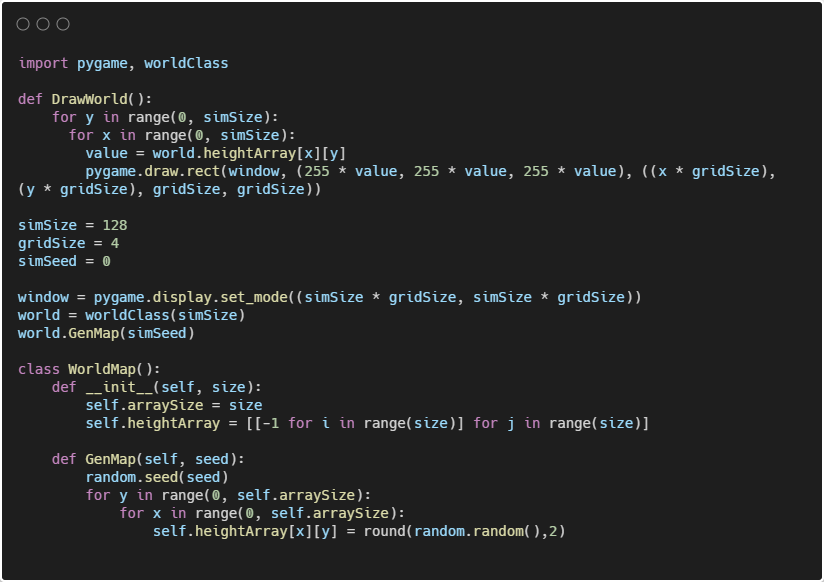 import pygame, worldClass
def DrawWorld():
    for y in range(0, simSize):
      for x in range(0, simSize):
        value = world.heightArray[x][y]
        pygame.draw.rect(window, (255 * value, 255 * value, 255 * value), ((x * gridSize),
(y * gridSize), gridSize, gridSize))
simSize = 128
gridSize = 4
simSeed = 0
window = pygame.display.set_mode((simSize * gridSize, simSize * gridSize))
world = worldClass(simSize)
world.GenMap(simSeed)
class WorldMap():
    def __init__(self, size):
        self.arraySize = size
        self.heightArray = [[-1 for i in range(size)] for j in range(size)]
    def GenMap(self, seed):
        random.seed(seed)
        for y in range(0, self.arraySize):
            for x in range(0, self.arraySize):
                self.heightArray[x][y] = round(random.random(),2)